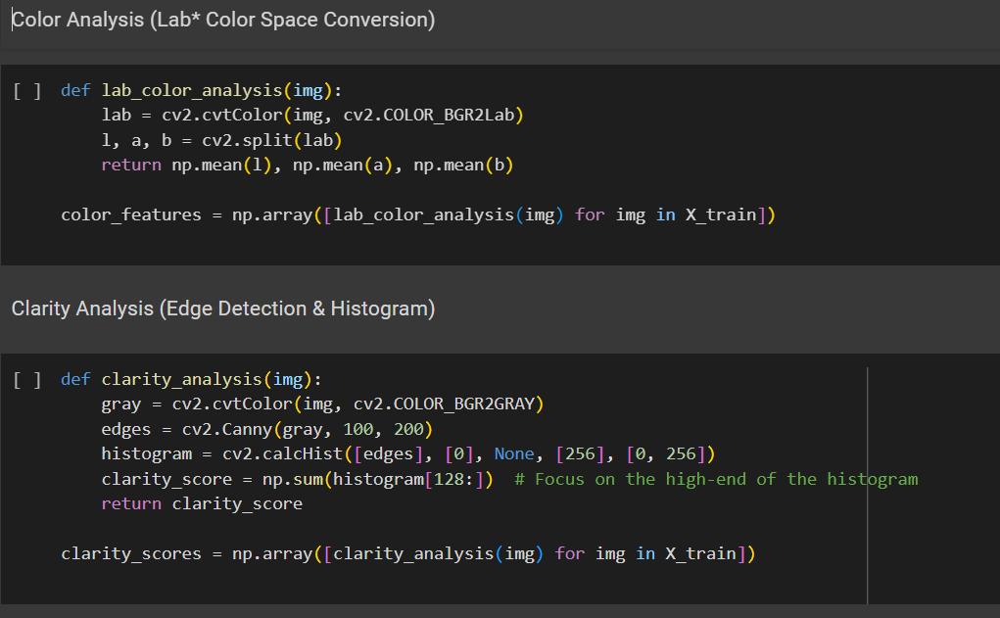 Color Analysis (Lab* Color Space Conversion)
[ ] def lab_color_analysis(img):
    lab = cv2.cvtColor(img, cv2.COLOR_BGR2Lab)
    l, a, b = cv2.split(lab)
    return np.mean(l), np.mean(a), np.mean(b)
color_features = np.array([lab_color_analysis(img) for img in X_train])
Clarity Analysis (Edge Detection & Histogram)
[ ] def clarity_analysis(img):
    gray = cv2.cvtColor(img, cv2.COLOR_BGR2GRAY)
    edges = cv2.Canny(gray, 100, 200)
    histogram = cv2.calcHist([edges], [0], None, [256], [0, 256])
    clarity_score = np.sum(histogram[128:])  # Focus on the high-end of the histogram
    return clarity_score
clarity_scores = np.array([clarity_analysis(img) for img in X_train])